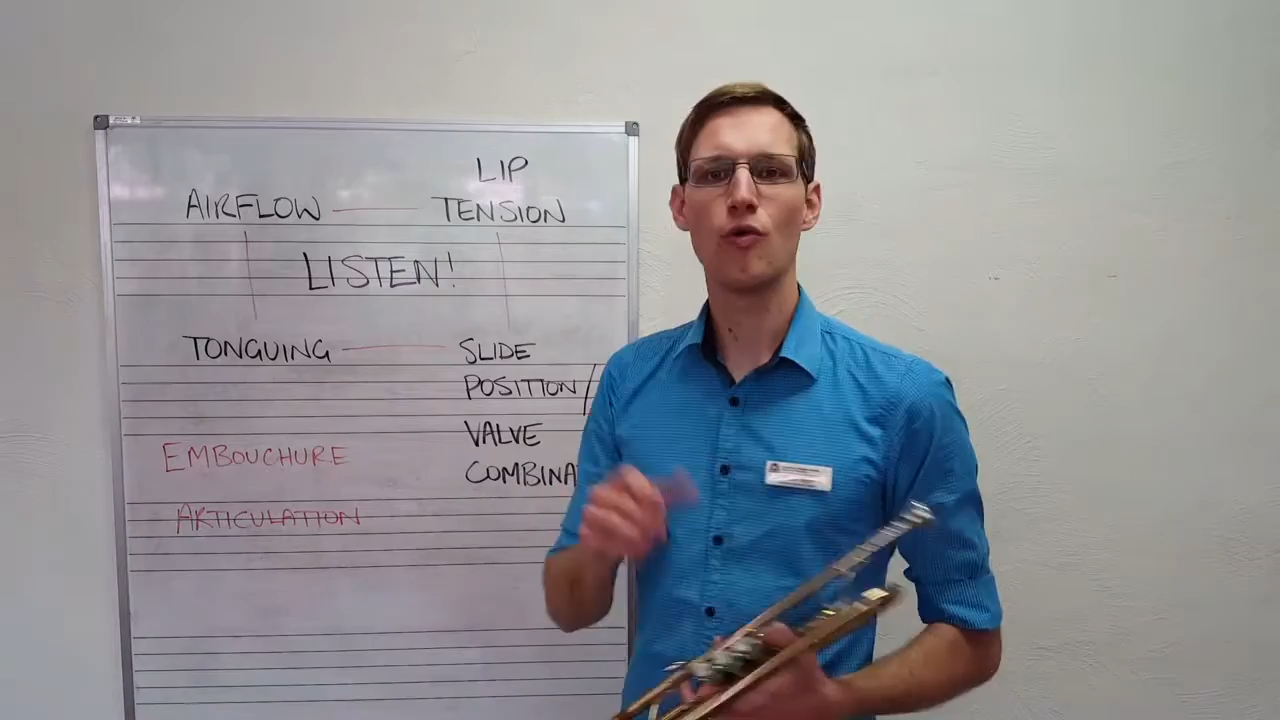 LIP
AIRFLOW — TENSION
LISTEN!
TONGUING — SLIDE
POSITION/
VALVE
EMBOUCHURE
COMBINA
ARTICULATION